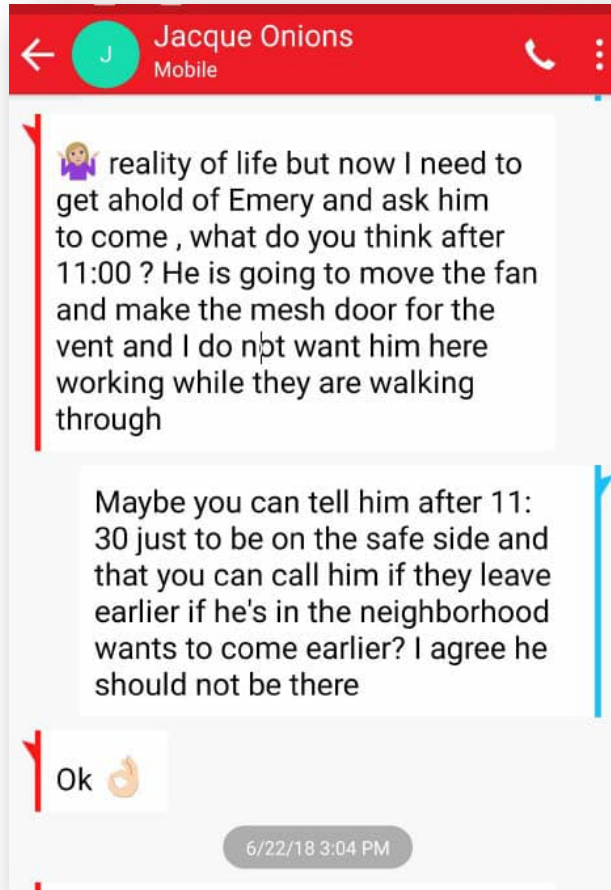 J
Jacque Onions
Mobile
🤷🏼‍♀️ reality of life but now I need to
get ahold of Emery and ask him
to come , what do you think after
11:00 ? He is going to move the fan
and make the mesh door for the
vent and I do not want him here
working while they are walking
through
Maybe you can tell him after 11:
30 just to be on the safe side and
that you can call him if they leave
earlier if he's in the neighborhood
wants to come earlier? I agree he
should not be there
Ok 👌🏻
6/22/18 3:04 PM